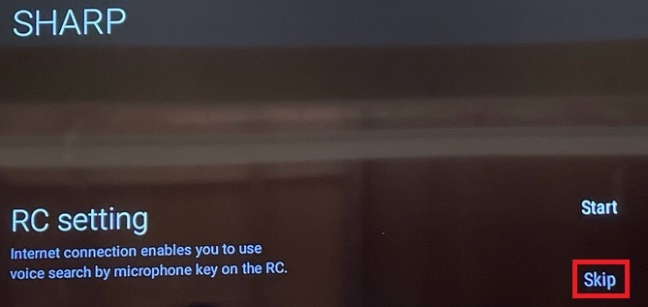 SHARP
RC setting
Internet connection enables you to use
voice search by microphone key on the RC.
Start
Skip